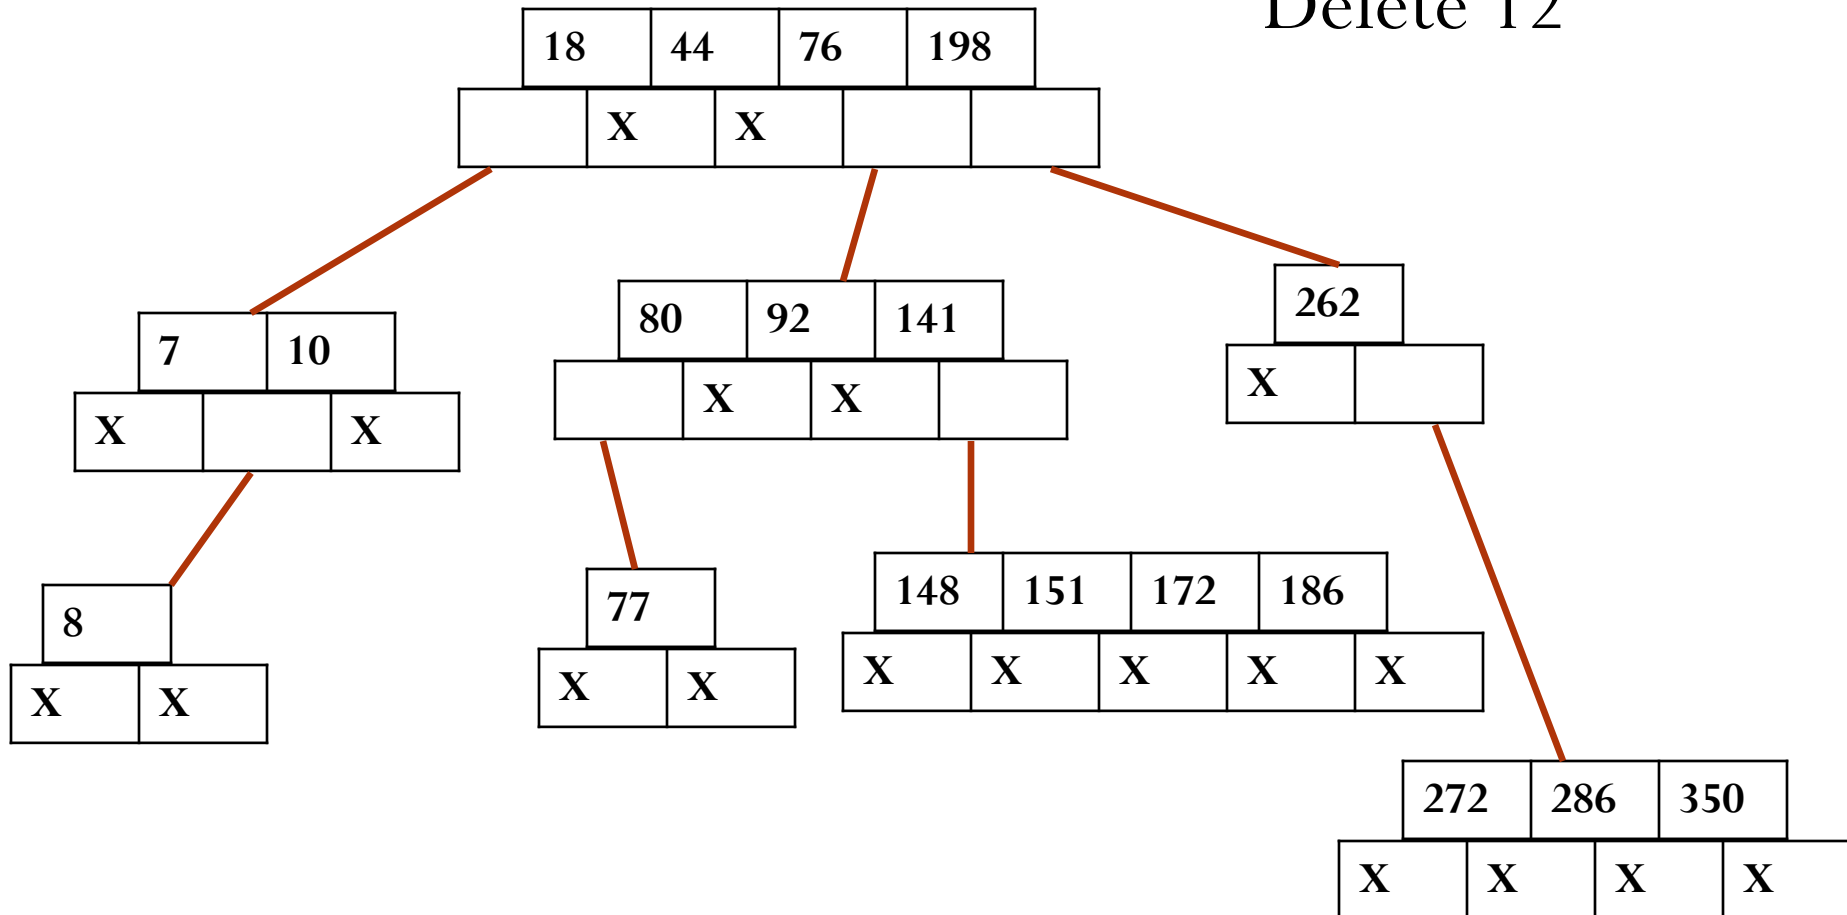 Delete 12
18 44 76 198
X X
7 10
X X
80 92 141
X X
262
X
8
X X
77
X X
148 151 172 186
X X X X X
272 286 350
X X X X